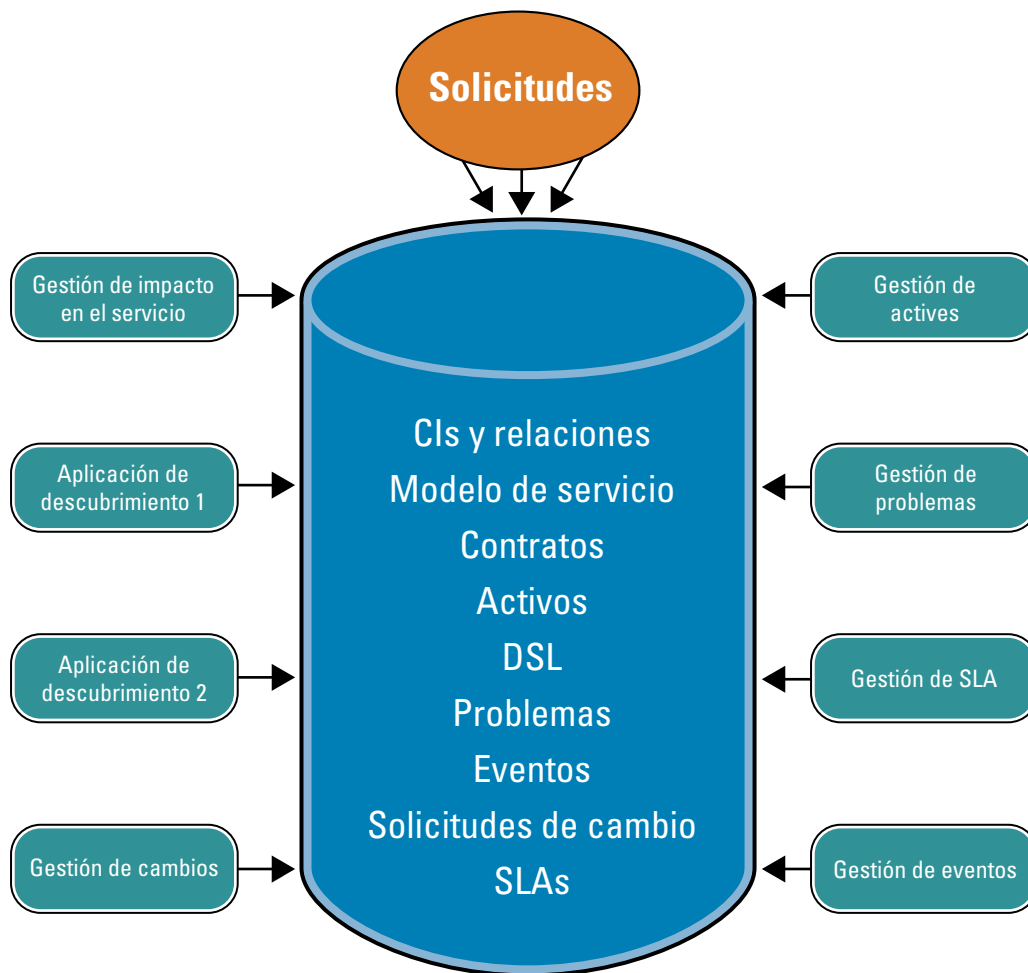 Solicitudes
Gestión de impacto
en el servicio
Aplicación de
descubrimiento 1
Aplicación de
descubrimiento 2
Gestión de cambios
CIs y relaciones
Modelo de servicio
Contratos
Activos
DSL
Problemas
Eventos
Solicitudes de cambio
SLAs
Gestión de
actives
Gestión de
problemas
Gestión de SLA
Gestión de eventos